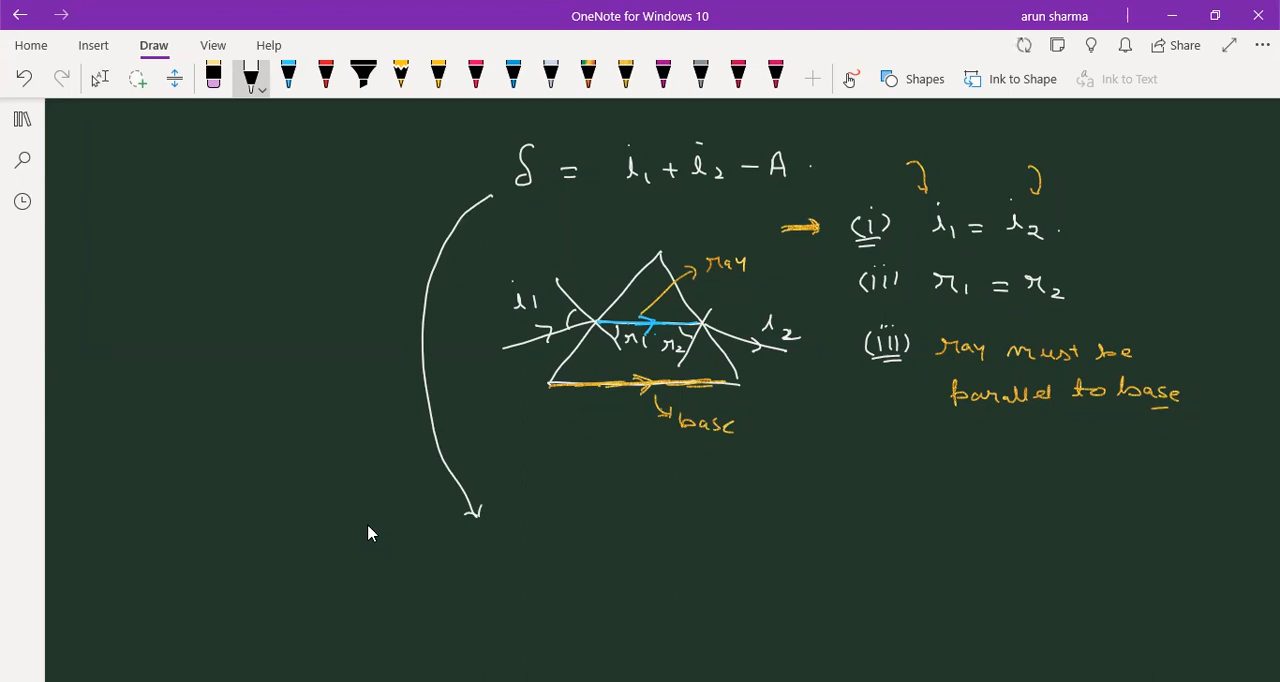 OneNote for Windows 10
arun sharma
Home Insert Draw View Help
Share
Shapes Ink to Shape Ink to Text
δ = i₁ + i₂ − A
(i) i₁ = i₂.
(ii) r₁ = r₂
(iii) ray must be
parallel to base
ray
i₁
r₁ r₂
i₂
base